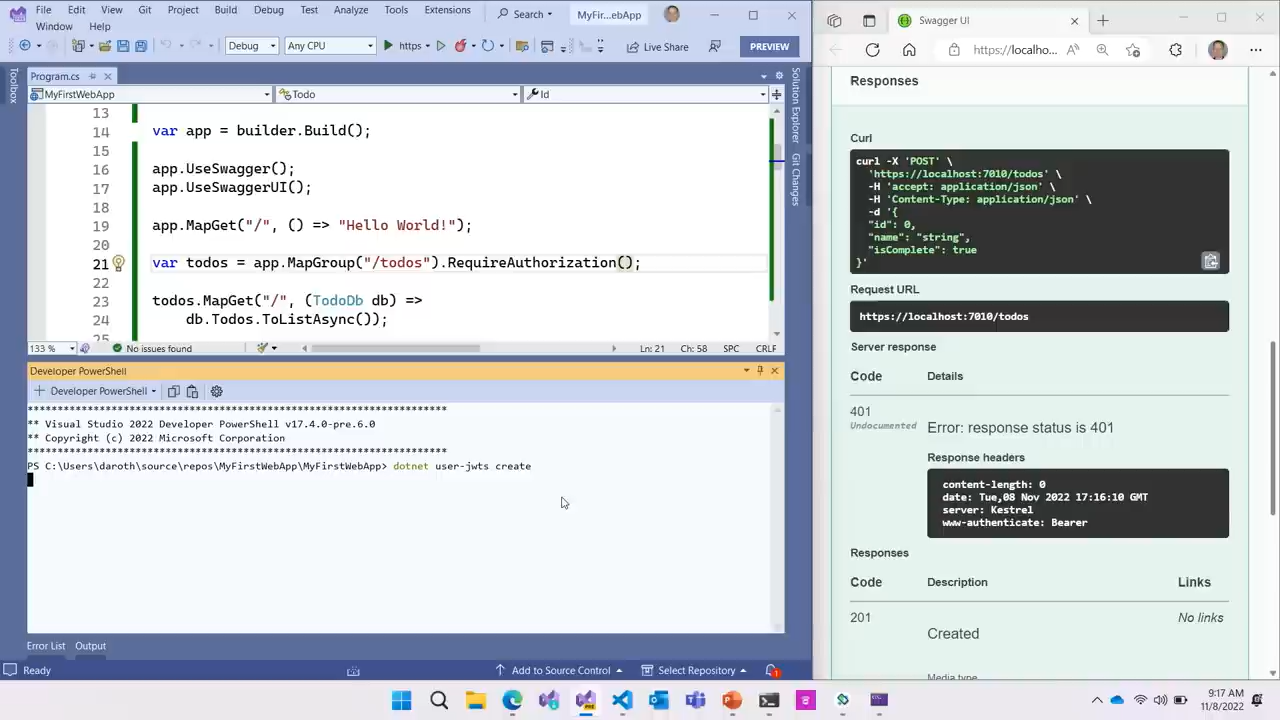 File Edit View Git Project Build Debug Test Analyze Tools Extensions Search MyFir...ebApp
Window Help
Debug Any CPU https Live Share PREVIEW
Program.cs
MyFirstWebApp Todo Id
13
14 var app = builder.Build();
15
16 app.UseSwagger();
17 app.UseSwaggerUI();
18
19 app.MapGet("/", () => "Hello World!");
20
21 var todos = app.MapGroup("/todos").RequireAuthorization();
22
23 todos.MapGet("/", (TodoDb db) =>
24 db.Todos.ToListAsync());
25
133 % No issues found Ln: 21 Ch: 58 SPC CRLF
Toolbox
Solution Explorer
Git Changes
Developer PowerShell
Developer PowerShell
**********************************************************************
** Visual Studio 2022 Developer PowerShell v17.4.0-pre.6.0
** Copyright (c) 2022 Microsoft Corporation
**********************************************************************
PS C:\Users\daroth\source\repos\MyFirstWebApp\MyFirstWebApp> dotnet user-jwts create
Error List Output
Ready Add to Source Control Select Repository 1
Swagger UI
https://localho...
Responses
Curl
curl -X 'POST' \
'https://localhost:7010/todos' \
-H 'accept: application/json' \
-H 'Content-Type: application/json' \
-d '{
"id": 0,
"name": "string",
"isComplete": true
}'
Request URL
https://localhost:7010/todos
Server response
Code Details
401
Undocumented
Error: response status is 401
Response headers
content-length: 0
date: Tue,08 Nov 2022 17:16:10 GMT
server: Kestrel
www-authenticate: Bearer
Responses
Code Description Links
201 No links
Created
Media type
9:17 AM
11/8/2022